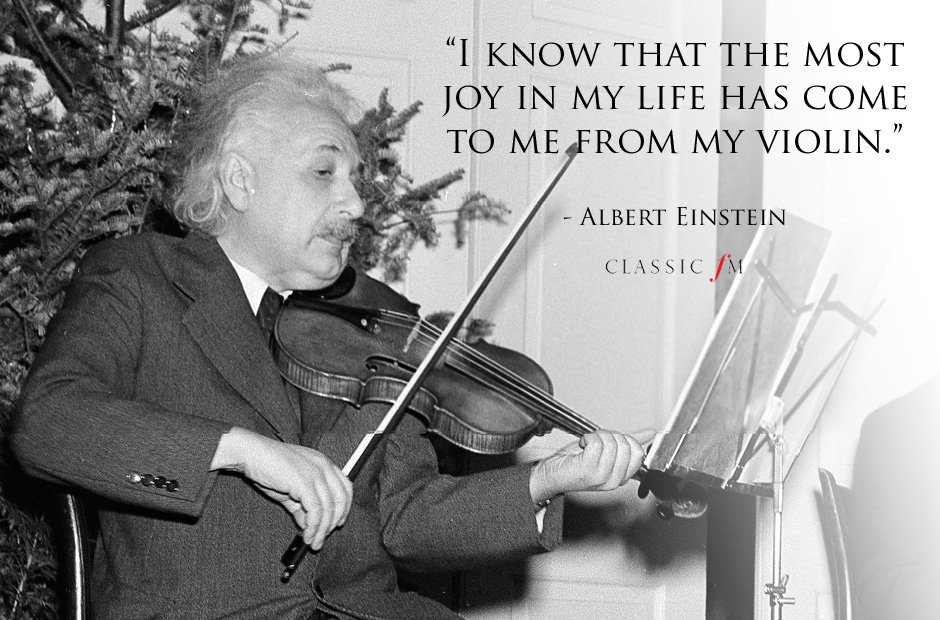 “I KNOW THAT THE MOST
JOY IN MY LIFE HAS COME
TO ME FROM MY VIOLIN.”
- ALBERT EINSTEIN
CLASSIC fM